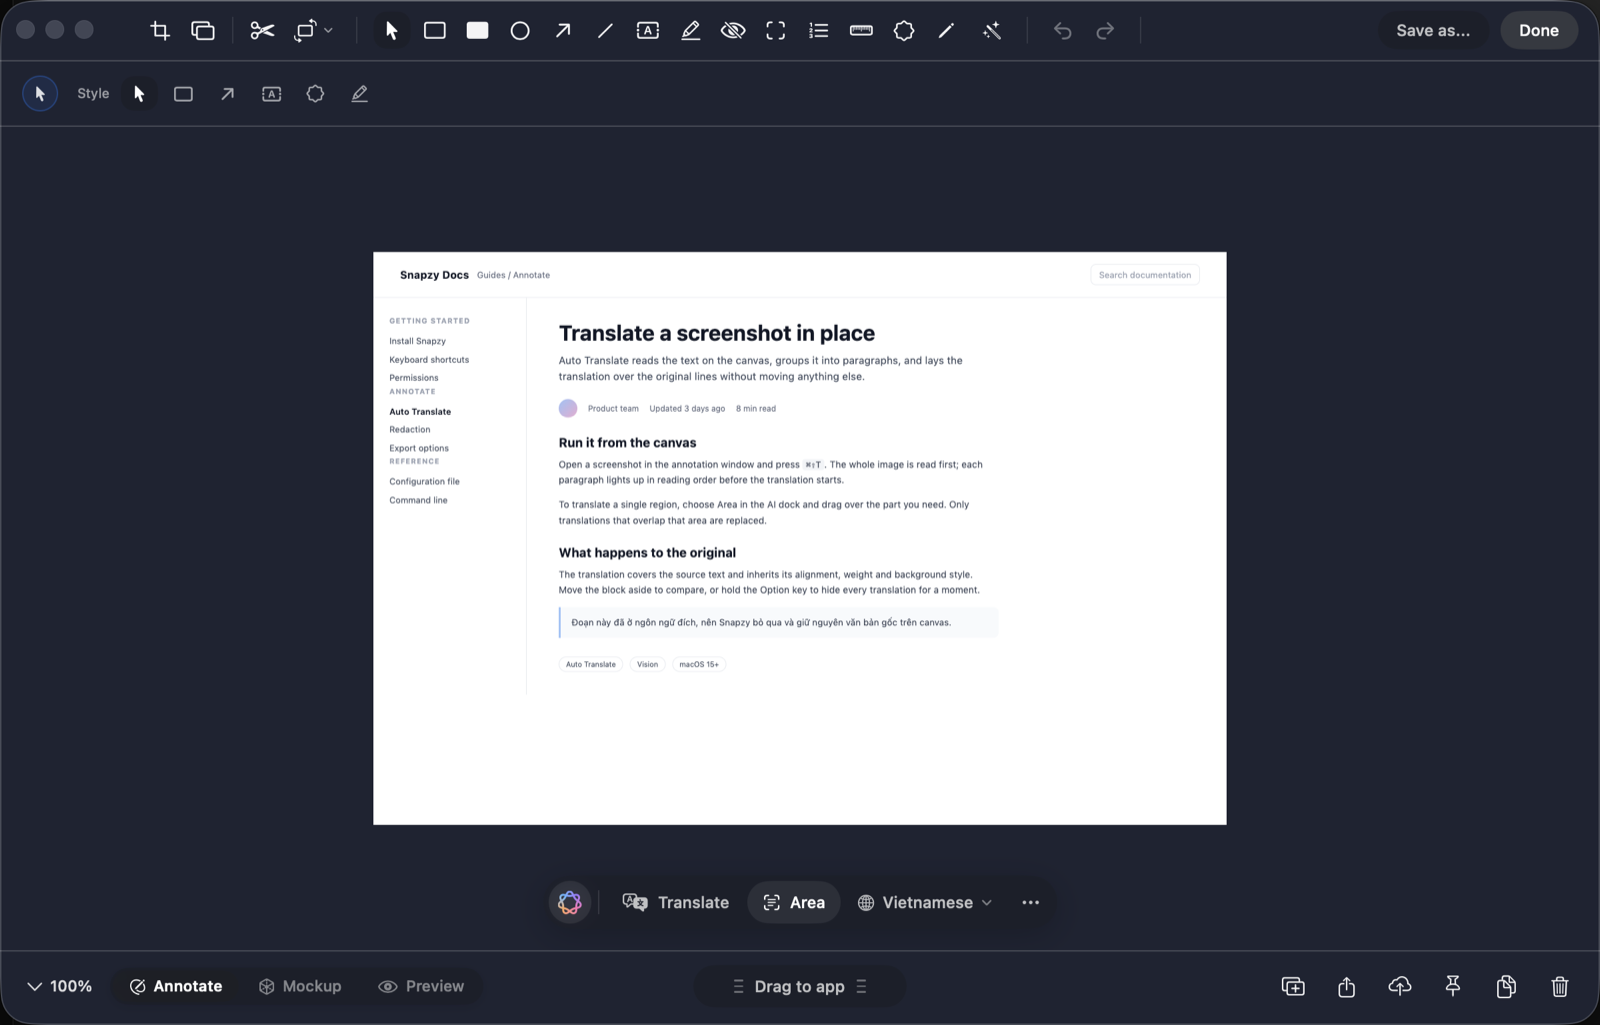 Save as...
Done
Style
Snapzy Docs Guides / Annotate
Search documentation
GETTING STARTED
Install Snapzy
Keyboard shortcuts
Permissions
ANNOTATE
Auto Translate
Redaction
Export options
REFERENCE
Configuration file
Command line
Translate a screenshot in place
Auto Translate reads the text on the canvas, groups it into paragraphs, and lays the
translation over the original lines without moving anything else.
Product team Updated 3 days ago 8 min read
Run it from the canvas
Open a screenshot in the annotation window and press ⌘⇧T . The whole image is read first; each
paragraph lights up in reading order before the translation starts.
To translate a single region, choose Area in the AI dock and drag over the part you need. Only
translations that overlap that area are replaced.
What happens to the original
The translation covers the source text and inherits its alignment, weight and background style.
Move the block aside to compare, or hold the Option key to hide every translation for a moment.
Đoạn này đã ở ngôn ngữ đích, nên Snapzy bỏ qua và giữ nguyên văn bản gốc trên canvas.
Auto Translate Vision macOS 15+
Translate Area Vietnamese
100% Annotate Mockup Preview
Drag to app